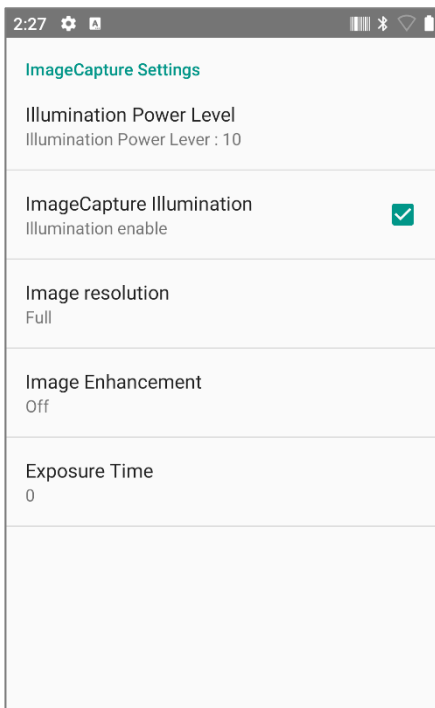 2:27
ImageCapture Settings
Illumination Power Level
Illumination Power Lever : 10
ImageCapture Illumination
Illumination enable
Image resolution
Full
Image Enhancement
Off
Exposure Time
0